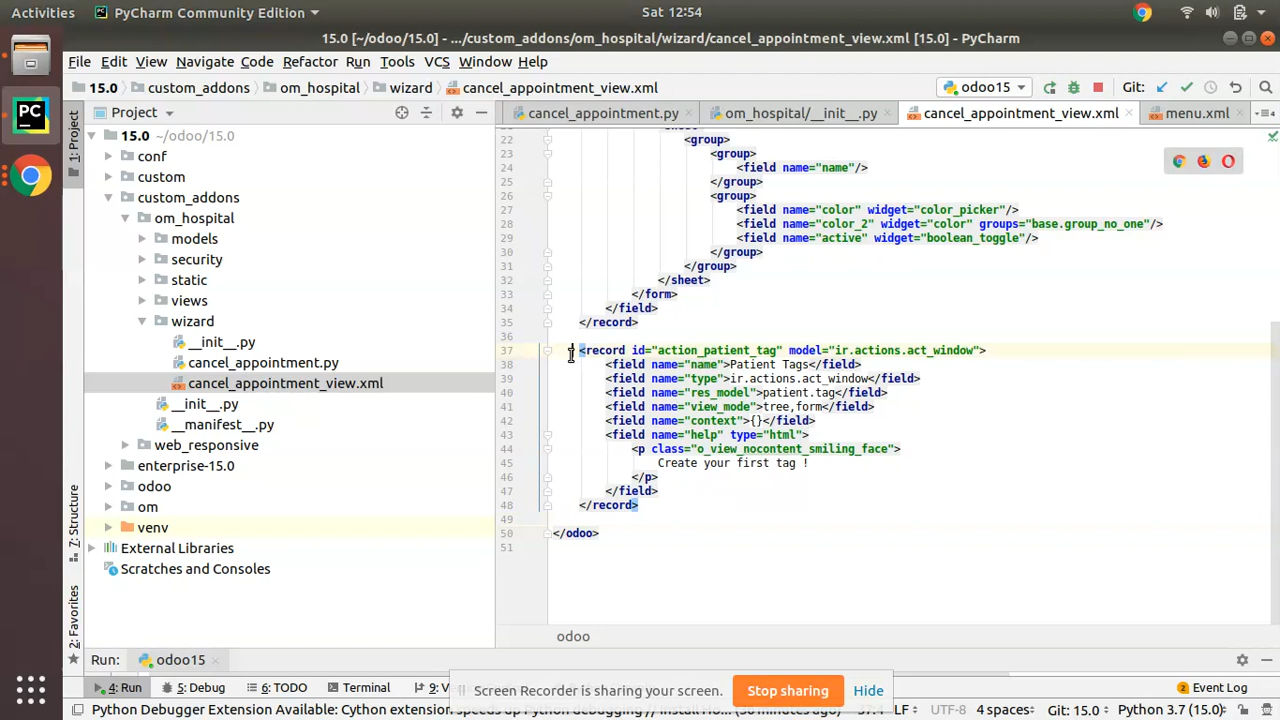 Activities PyCharm Community Edition Sat 12:54
15.0 [~/odoo/15.0] - .../custom_addons/om_hospital/wizard/cancel_appointment_view.xml [15.0] - PyCharm
File Edit View Navigate Code Refactor Run Tools VCS Window Help
15.0 custom_addons om_hospital wizard cancel_appointment_view.xml odoo15 Git:
1: Project
7: Structure
2: Favorites
Project
15.0 ~/odoo/15.0
conf
custom
custom_addons
om_hospital
models
security
static
views
wizard
__init__.py
cancel_appointment.py
cancel_appointment_view.xml
__init__.py
__manifest__.py
web_responsive
enterprise-15.0
odoo
om
venv
External Libraries
Scratches and Consoles
cancel_appointment.py om_hospital/__init__.py cancel_appointment_view.xml menu.xml
22 <group>
23 <group>
24 <field name="name"/>
25 </group>
26 <group>
27 <field name="color" widget="color_picker"/>
28 <field name="color_2" widget="color" groups="base.group_no_one"/>
29 <field name="active" widget="boolean_toggle"/>
30 </group>
31 </group>
32 </sheet>
33 </form>
34 </field>
35 </record>
36
37 <record id="action_patient_tag" model="ir.actions.act_window">
38 <field name="name">Patient Tags</field>
39 <field name="type">ir.actions.act_window</field>
40 <field name="res_model">patient.tag</field>
41 <field name="view_mode">tree,form</field>
42 <field name="context">{}</field>
43 <field name="help" type="html">
44 <p class="o_view_nocontent_smiling_face">
45 Create your first tag !
46 </p>
47 </field>
48 </record>
49
50 </odoo>
51
odoo
Run: odoo15
4: Run 5: Debug 6: TODO Terminal 9: V Event Log
Screen Recorder is sharing your screen. Stop sharing Hide
Python Debugger Extension Available: Cython extension speeds up Python debugging // Install LF UTF-8 4 spaces Git: 15.0 Python 3.7 (15.0)